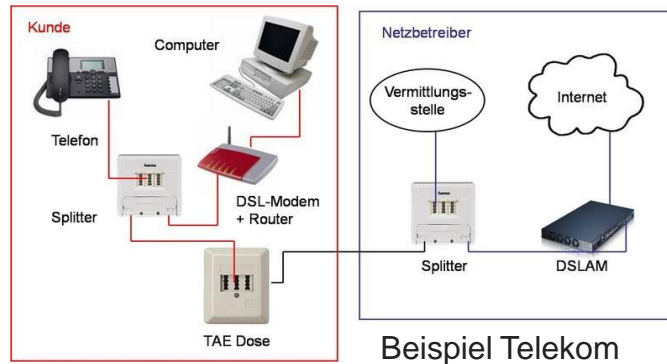 Kunde
Computer
Telefon
Splitter
DSL-Modem
+ Router
TAE Dose
Netzbetreiber
Vermittlungs-
stelle
Internet
Splitter
DSLAM
Beispiel Telekom